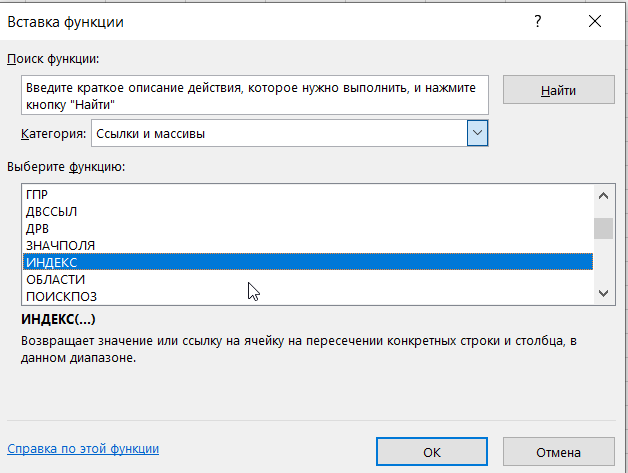 Вставка функции
?
Поиск функции:
Введите краткое описание действия, которое нужно выполнить, и нажмите
кнопку "Найти"
Найти
Категория: Ссылки и массивы
Выберите функцию:
ГПР
ДВССЫЛ
ДРВ
ЗНАЧПОЛЯ
ИНДЕКС
ОБЛАСТИ
ПОИСКПОЗ
ИНДЕКС(...)
Возвращает значение или ссылку на ячейку на пересечении конкретных строки и столбца, в
данном диапазоне.
Справка по этой функции
ОК
Отмена